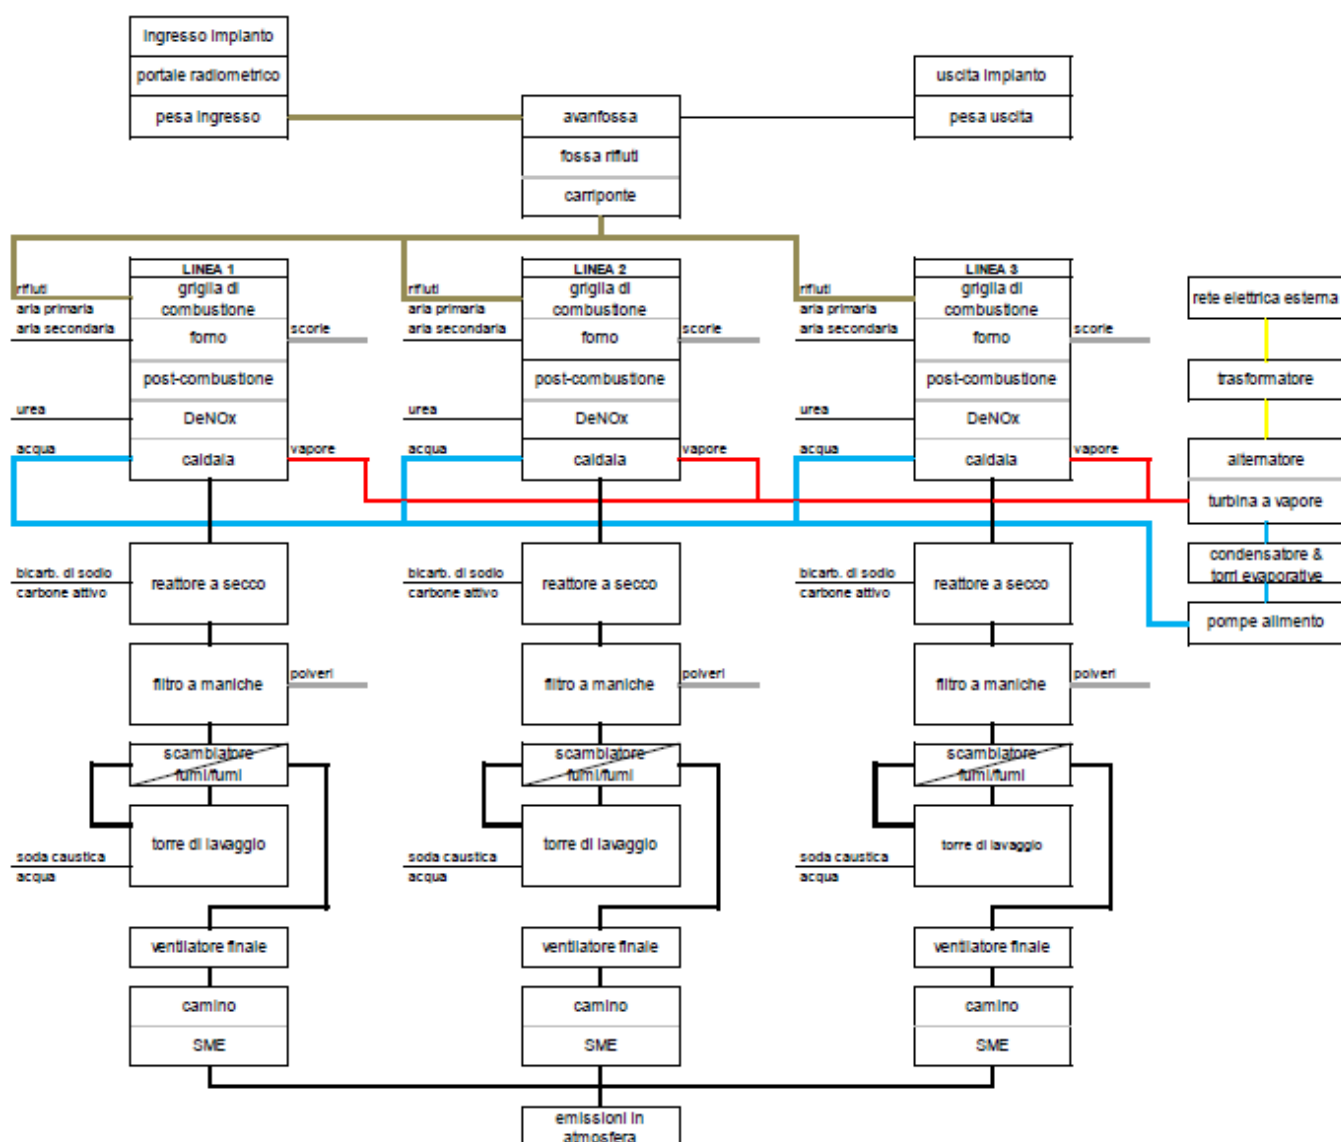 ingresso impianto
portale radiometrico
pesa ingresso
uscita impianto
pesa uscita
avanfossa
fossa rifiuti
carriponte
LINEA 1
griglia di
combustione
rifiuti
aria primaria
aria secondaria
forno
scorie
post-combustione
urea
DeNOx
acqua
caldaia
vapore
bicarb. di sodio
carbone attivo
reattore a secco
filtro a maniche
polveri
scambiatore
fumi/fumi
torre di lavaggio
soda caustica
acqua
ventilatore finale
camino
SME
LINEA 2
griglia di
combustione
rifiuti
aria primaria
aria secondaria
forno
scorie
post-combustione
urea
DeNOx
acqua
caldaia
vapore
bicarb. di sodio
carbone attivo
reattore a secco
filtro a maniche
polveri
scambiatore
fumi/fumi
torre di lavaggio
soda caustica
acqua
ventilatore finale
camino
SME
LINEA 3
griglia di
combustione
rifiuti
aria primaria
aria secondaria
forno
scorie
post-combustione
urea
DeNOx
acqua
caldaia
vapore
bicarb. di sodio
carbone attivo
reattore a secco
filtro a maniche
polveri
scambiatore
fumi/fumi
torre di lavaggio
soda caustica
acqua
ventilatore finale
camino
SME
rete elettrica esterna
trasformatore
alternatore
turbina a vapore
condensatore &
torri evaporative
pompe alimento
emissioni in
atmosfera